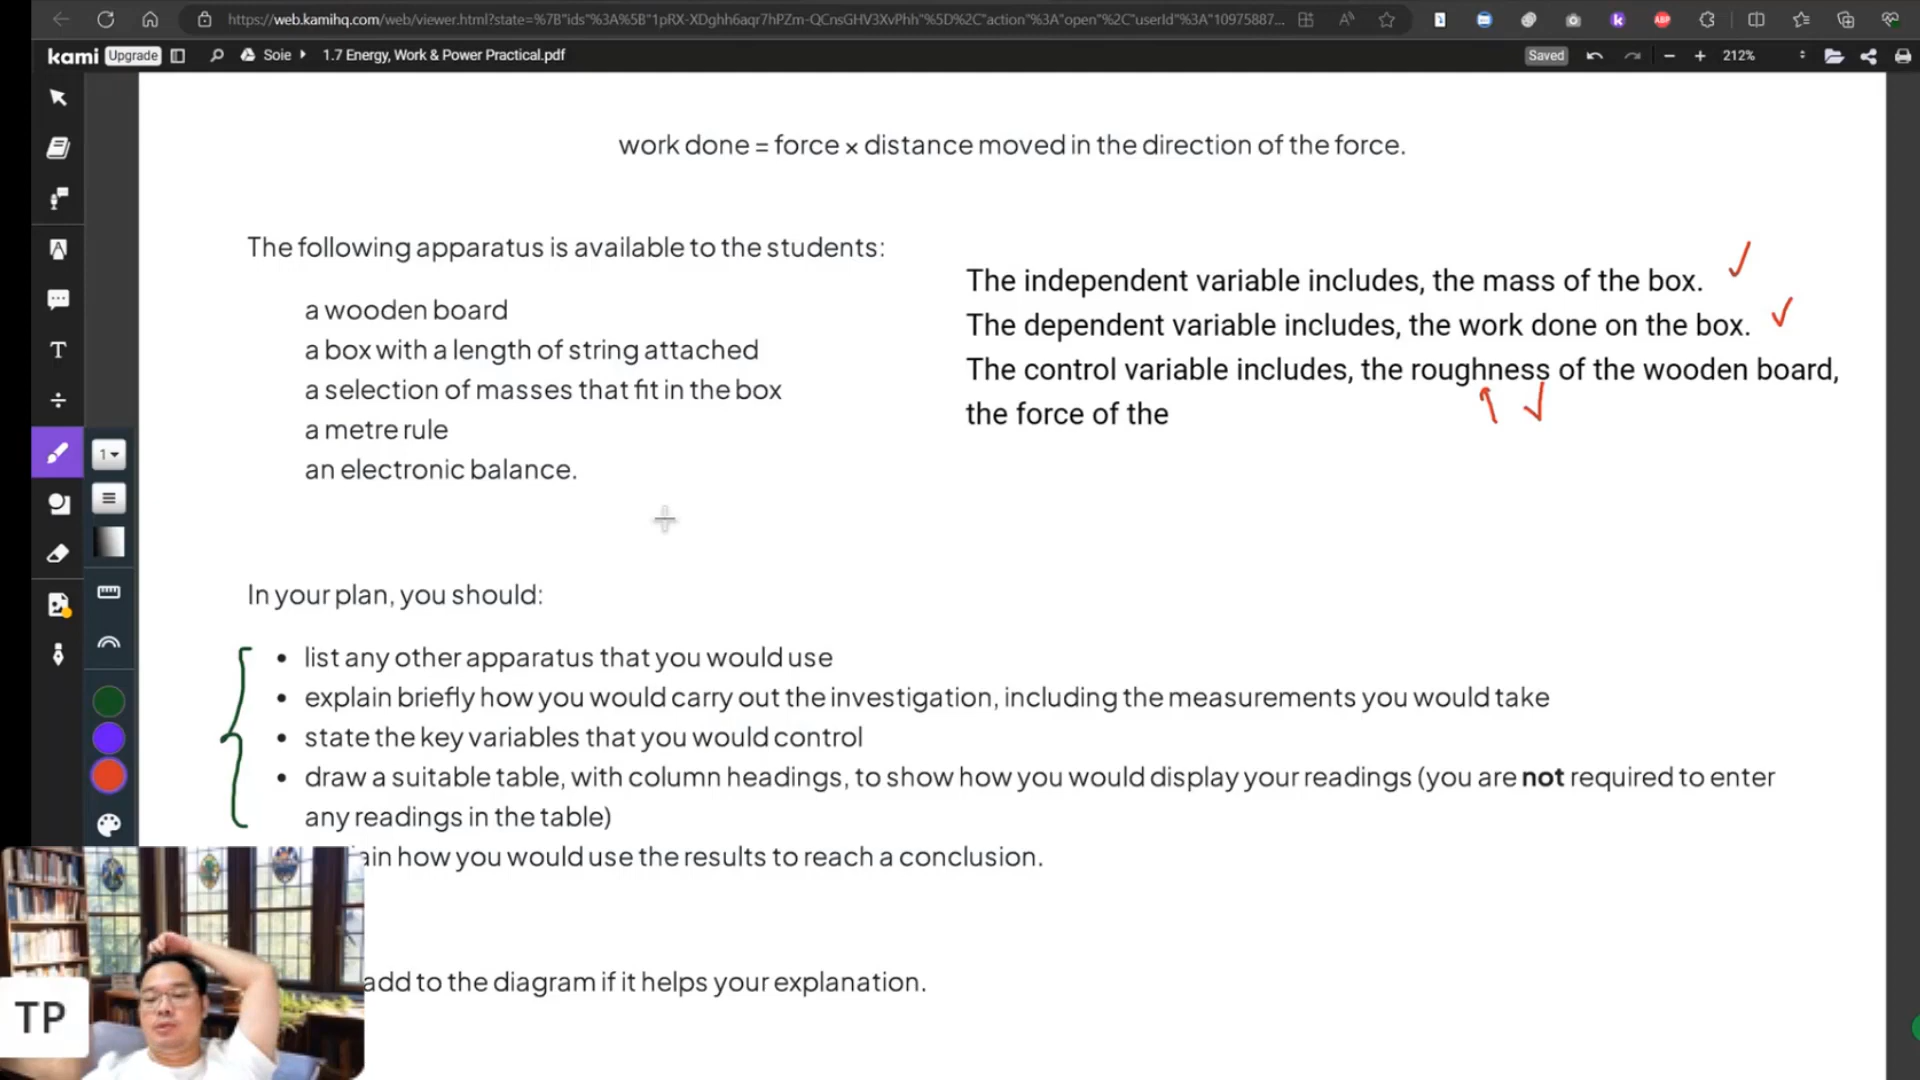 https://web.kamihq.com/web/viewer.html?state=%7B"ids"%3A%5B"1pRX-XDghh6aqr7hPZm-QCnsGHV3XvPhh"%5D%2C"action"%3A"open"%2C"userId"%3A"10975887...
kami Upgrade Soie 1.7 Energy, Work & Power Practical.pdf Saved 212%
work done = force × distance moved in the direction of the force.
The following apparatus is available to the students:
a wooden board
a box with a length of string attached
a selection of masses that fit in the box
a metre rule
an electronic balance.
The independent variable includes, the mass of the box.
The dependent variable includes, the work done on the box.
The control variable includes, the roughness of the wooden board,
the force of the
In your plan, you should:
• list any other apparatus that you would use
• explain briefly how you would carry out the investigation, including the measurements you would take
• state the key variables that you would control
• draw a suitable table, with column headings, to show how you would display your readings (you are not required to enter
any readings in the table)
ain how you would use the results to reach a conclusion.
add to the diagram if it helps your explanation.
1
TP